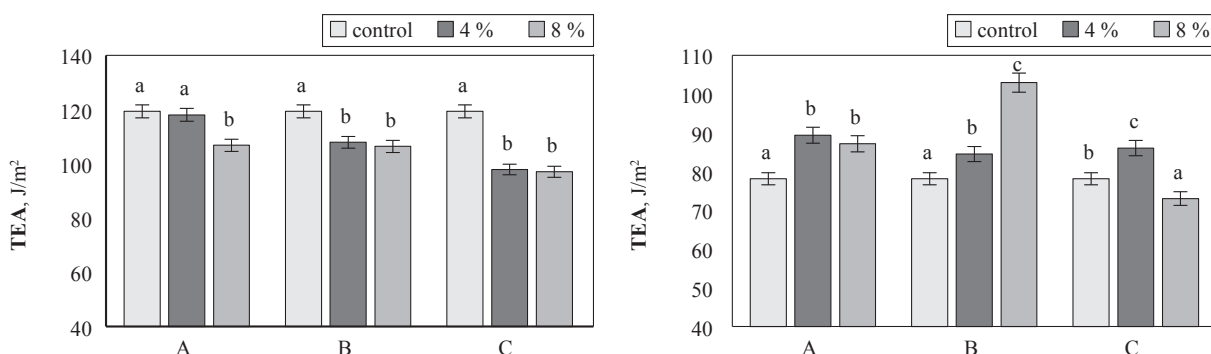 control 4 % 8 %
140
120
100
80
60
40
TEA, J/m²
a a b
a b b
a b b
A B C
control 4 % 8 %
110
100
90
80
70
60
50
40
TEA, J/m²
a b b
a b c
b c a
A B C